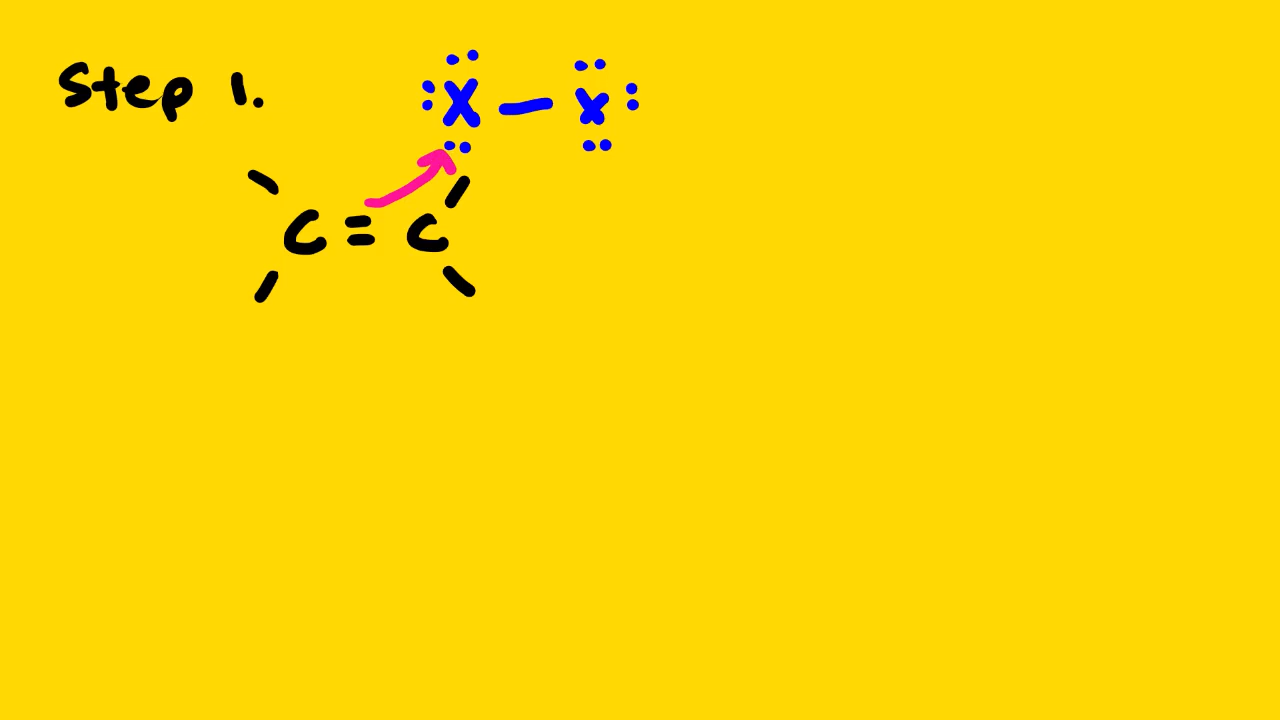 Step 1.
X - X
C = C